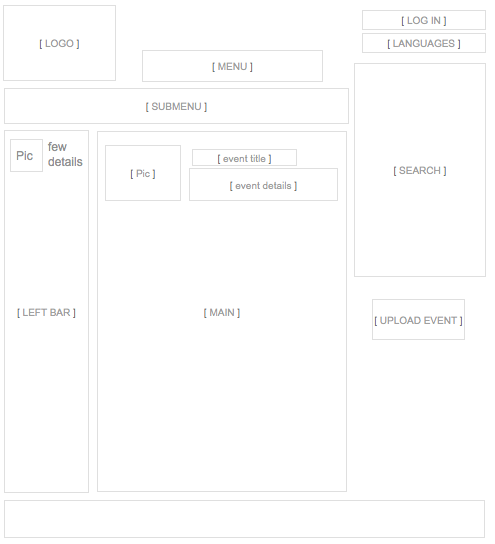 [ LOGO ]
[ LOG IN ]
[ LANGUAGES ]
[ MENU ]
[ SUBMENU ]
Pic
few
details
[ Pic ]
[ event title ]
[ event details ]
[ SEARCH ]
[ LEFT BAR ]
[ MAIN ]
[ UPLOAD EVENT ]